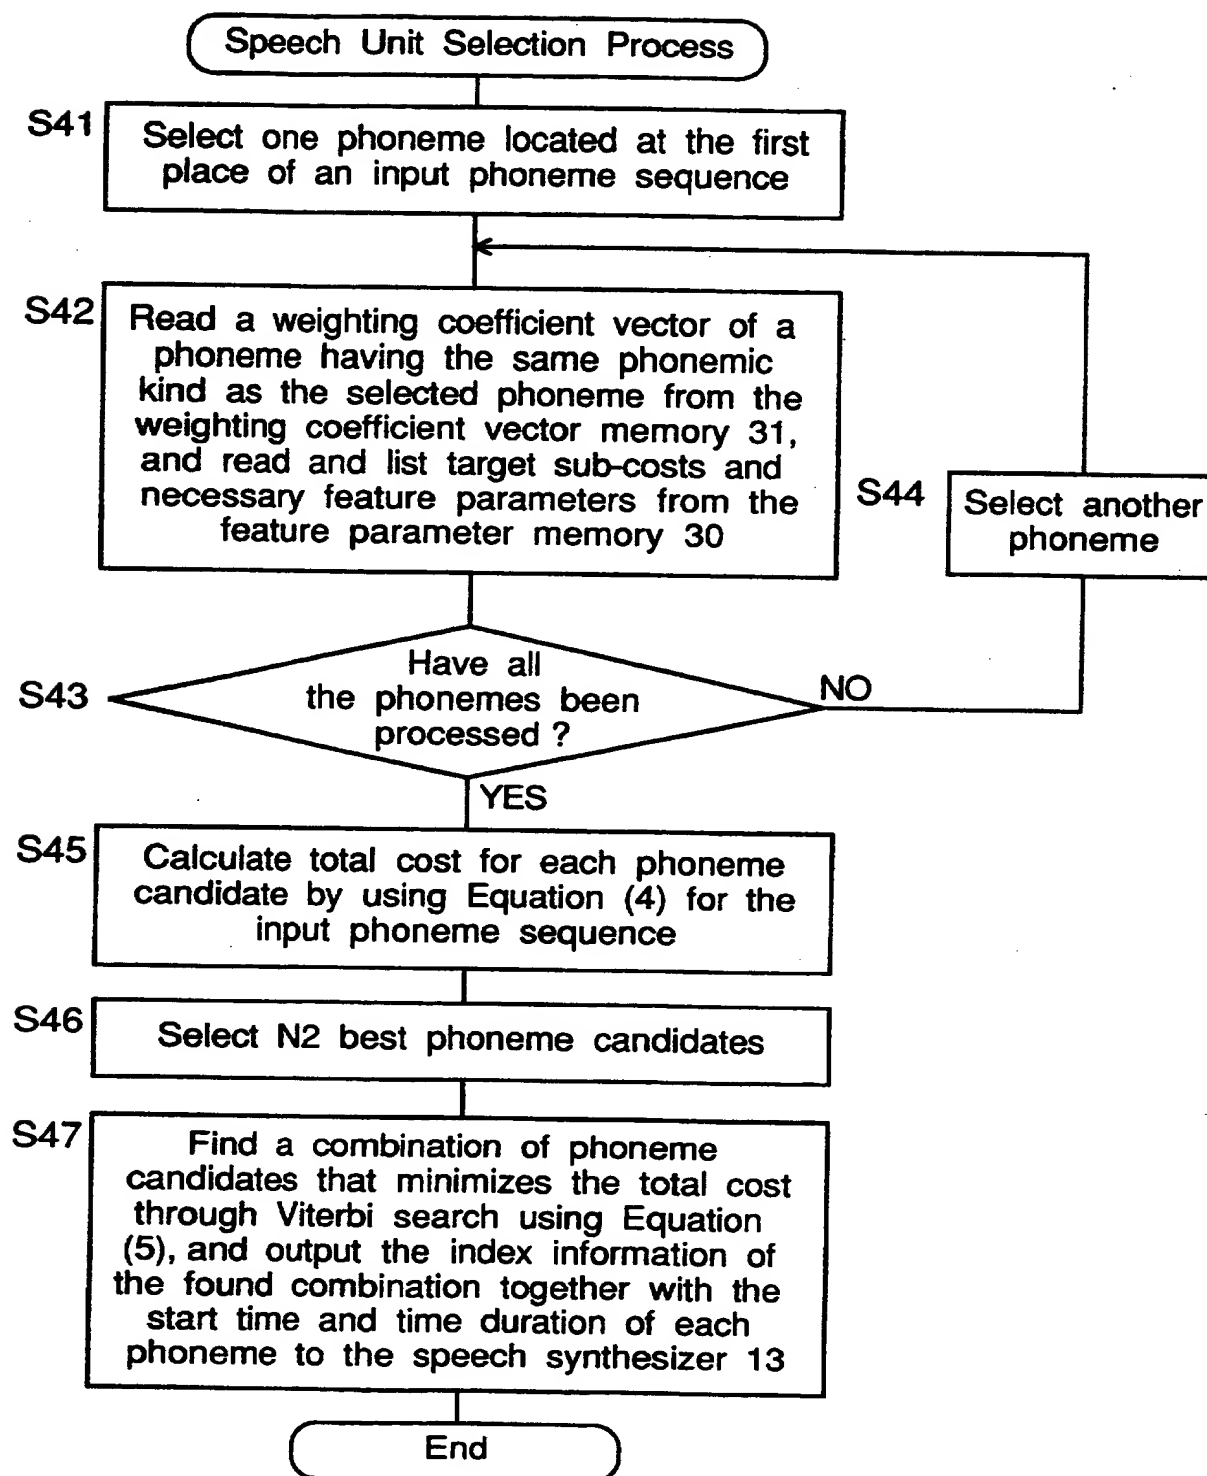 Speech Unit Selection Process
S41
Select one phoneme located at the first
place of an input phoneme sequence
S42
Read a weighting coefficient vector of a
phoneme having the same phonemic
kind as the selected phoneme from the
weighting coefficient vector memory 31,
and read and list target sub-costs and
necessary feature parameters from the
feature parameter memory 30
S44
Select another
phoneme
S43
Have all
the phonemes been
processed ?
NO
YES
S45
Calculate total cost for each phoneme
candidate by using Equation (4) for the
input phoneme sequence
S46
Select N2 best phoneme candidates
S47
Find a combination of phoneme
candidates that minimizes the total cost
through Viterbi search using Equation
(5), and output the index information of
the found combination together with the
start time and time duration of each
phoneme to the speech synthesizer 13
End